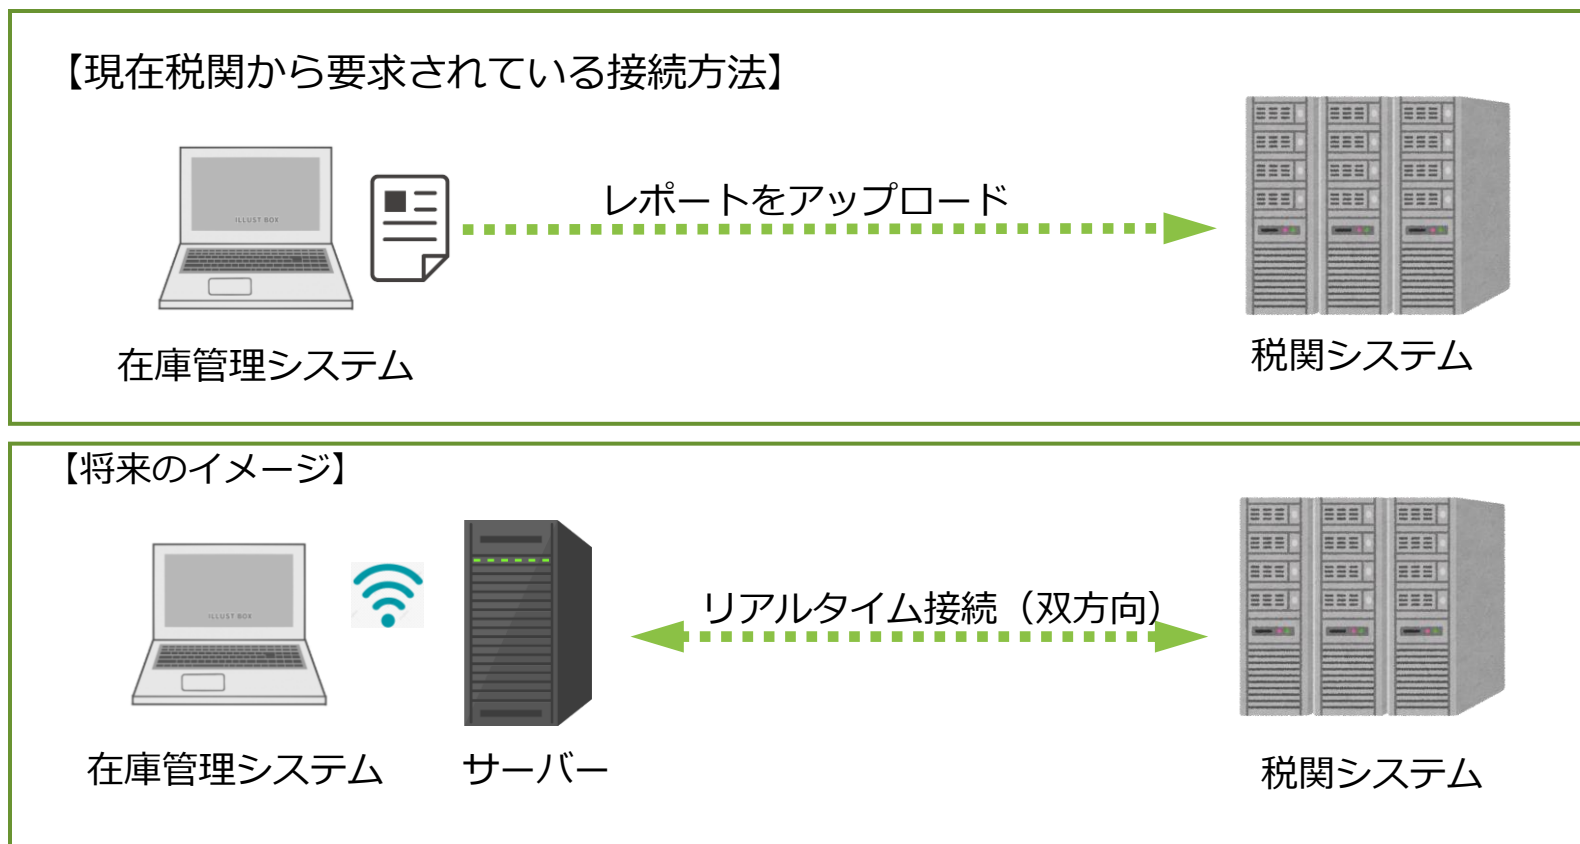 【現在税関から要求されている接続方法】
ILLUST BOX
レポートをアップロード
在庫管理システム
税関システム
【将来のイメージ】
ILLUST BOX
リアルタイム接続（双方向）
在庫管理システム
サーバー
税関システム